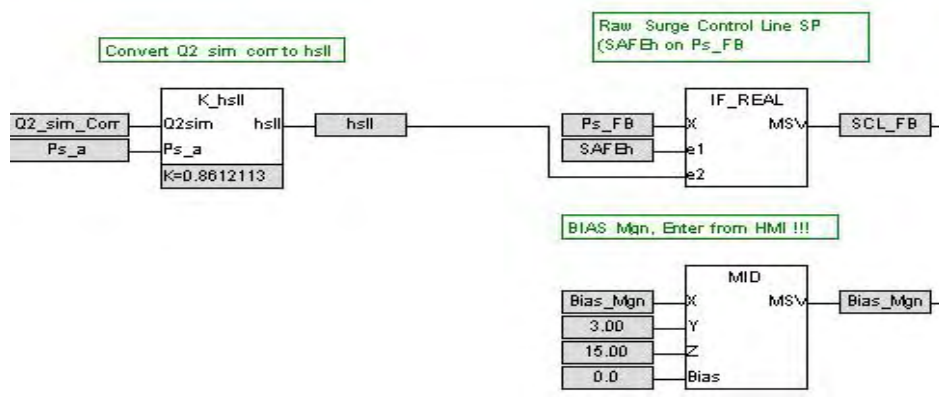 Convert Q2 sim corr to hsll
Raw Surge Control Line SP
(SAFEh on Ps_FB
K_hsll
Q2_sim_Corr Q2sim hsll hsll
Ps_a Ps_a
K=0.8612113
IF_REAL
Ps_FB X MSV SCL_FB
SAFEh e1
e2
BIAS Mgn, Enter from HMI !!!
MID
Bias_Mgn X MSV Bias_Mgn
3.00 Y
15.00 Z
0.0 Bias